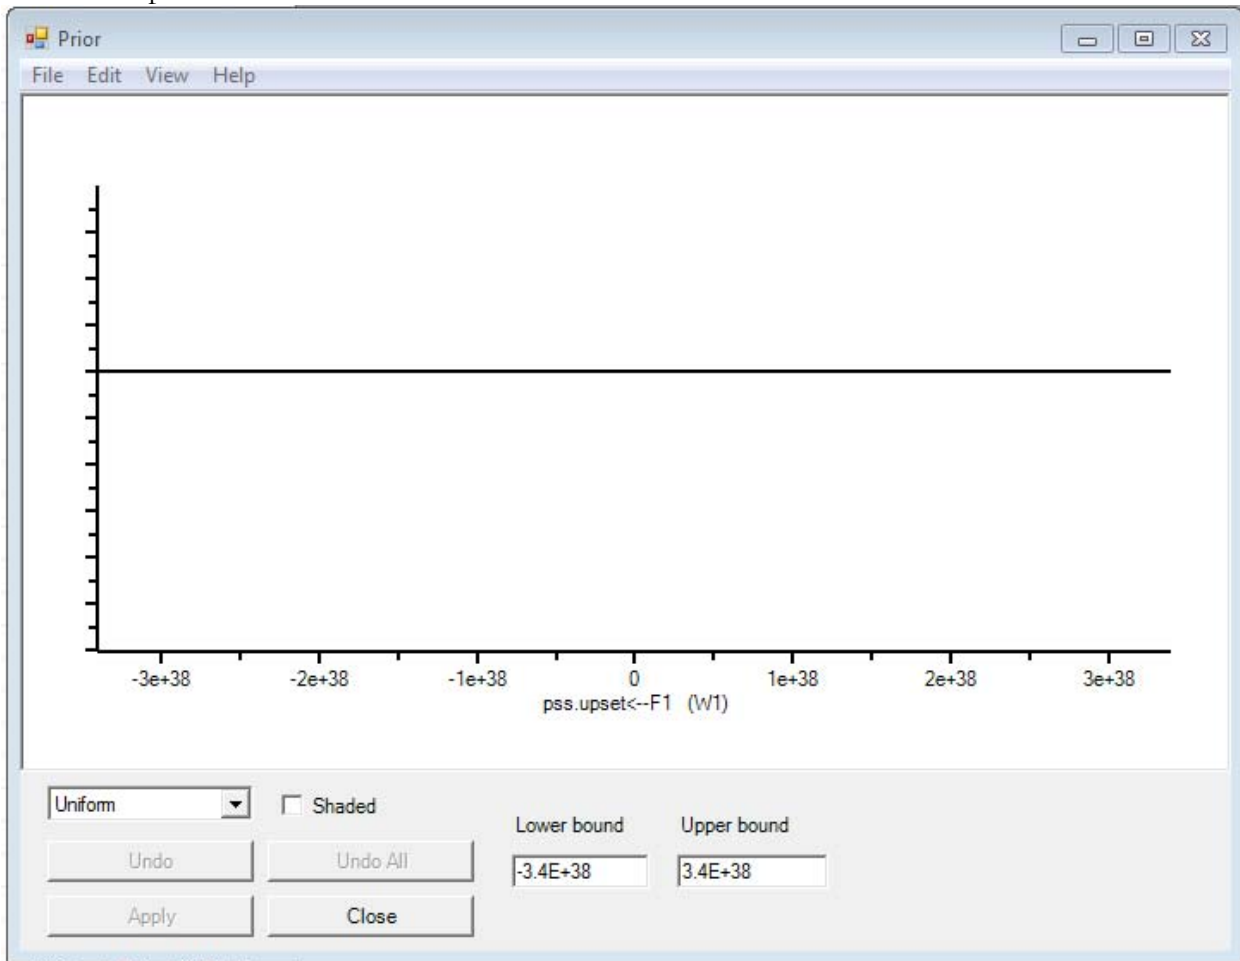 Prior
File Edit View Help
-3e+38 -2e+38 -1e+38 0 1e+38 2e+38 3e+38
pss.upset<--F1 (W1)
Uniform Shaded
Lower bound Upper bound
Undo Undo All
-3.4E+38 3.4E+38
Apply Close